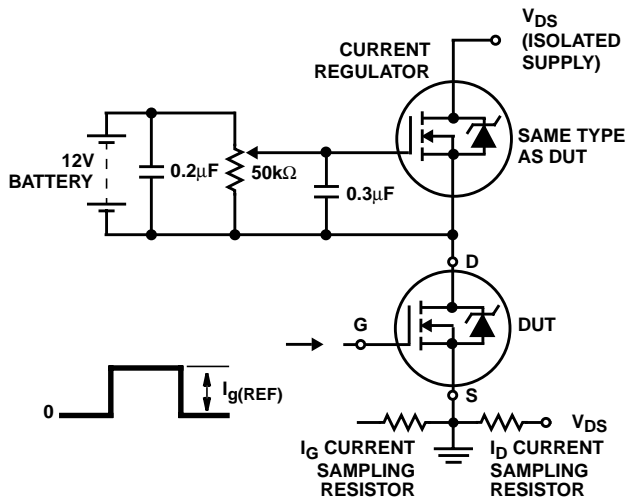 V_DS
(ISOLATED
SUPPLY)
CURRENT
REGULATOR
SAME TYPE
AS DUT
12V
BATTERY
0.2µF
50kΩ
0.3µF
D
G
DUT
S
I_g(REF)
0
V_DS
I_G CURRENT
SAMPLING
RESISTOR
I_D CURRENT
SAMPLING
RESISTOR